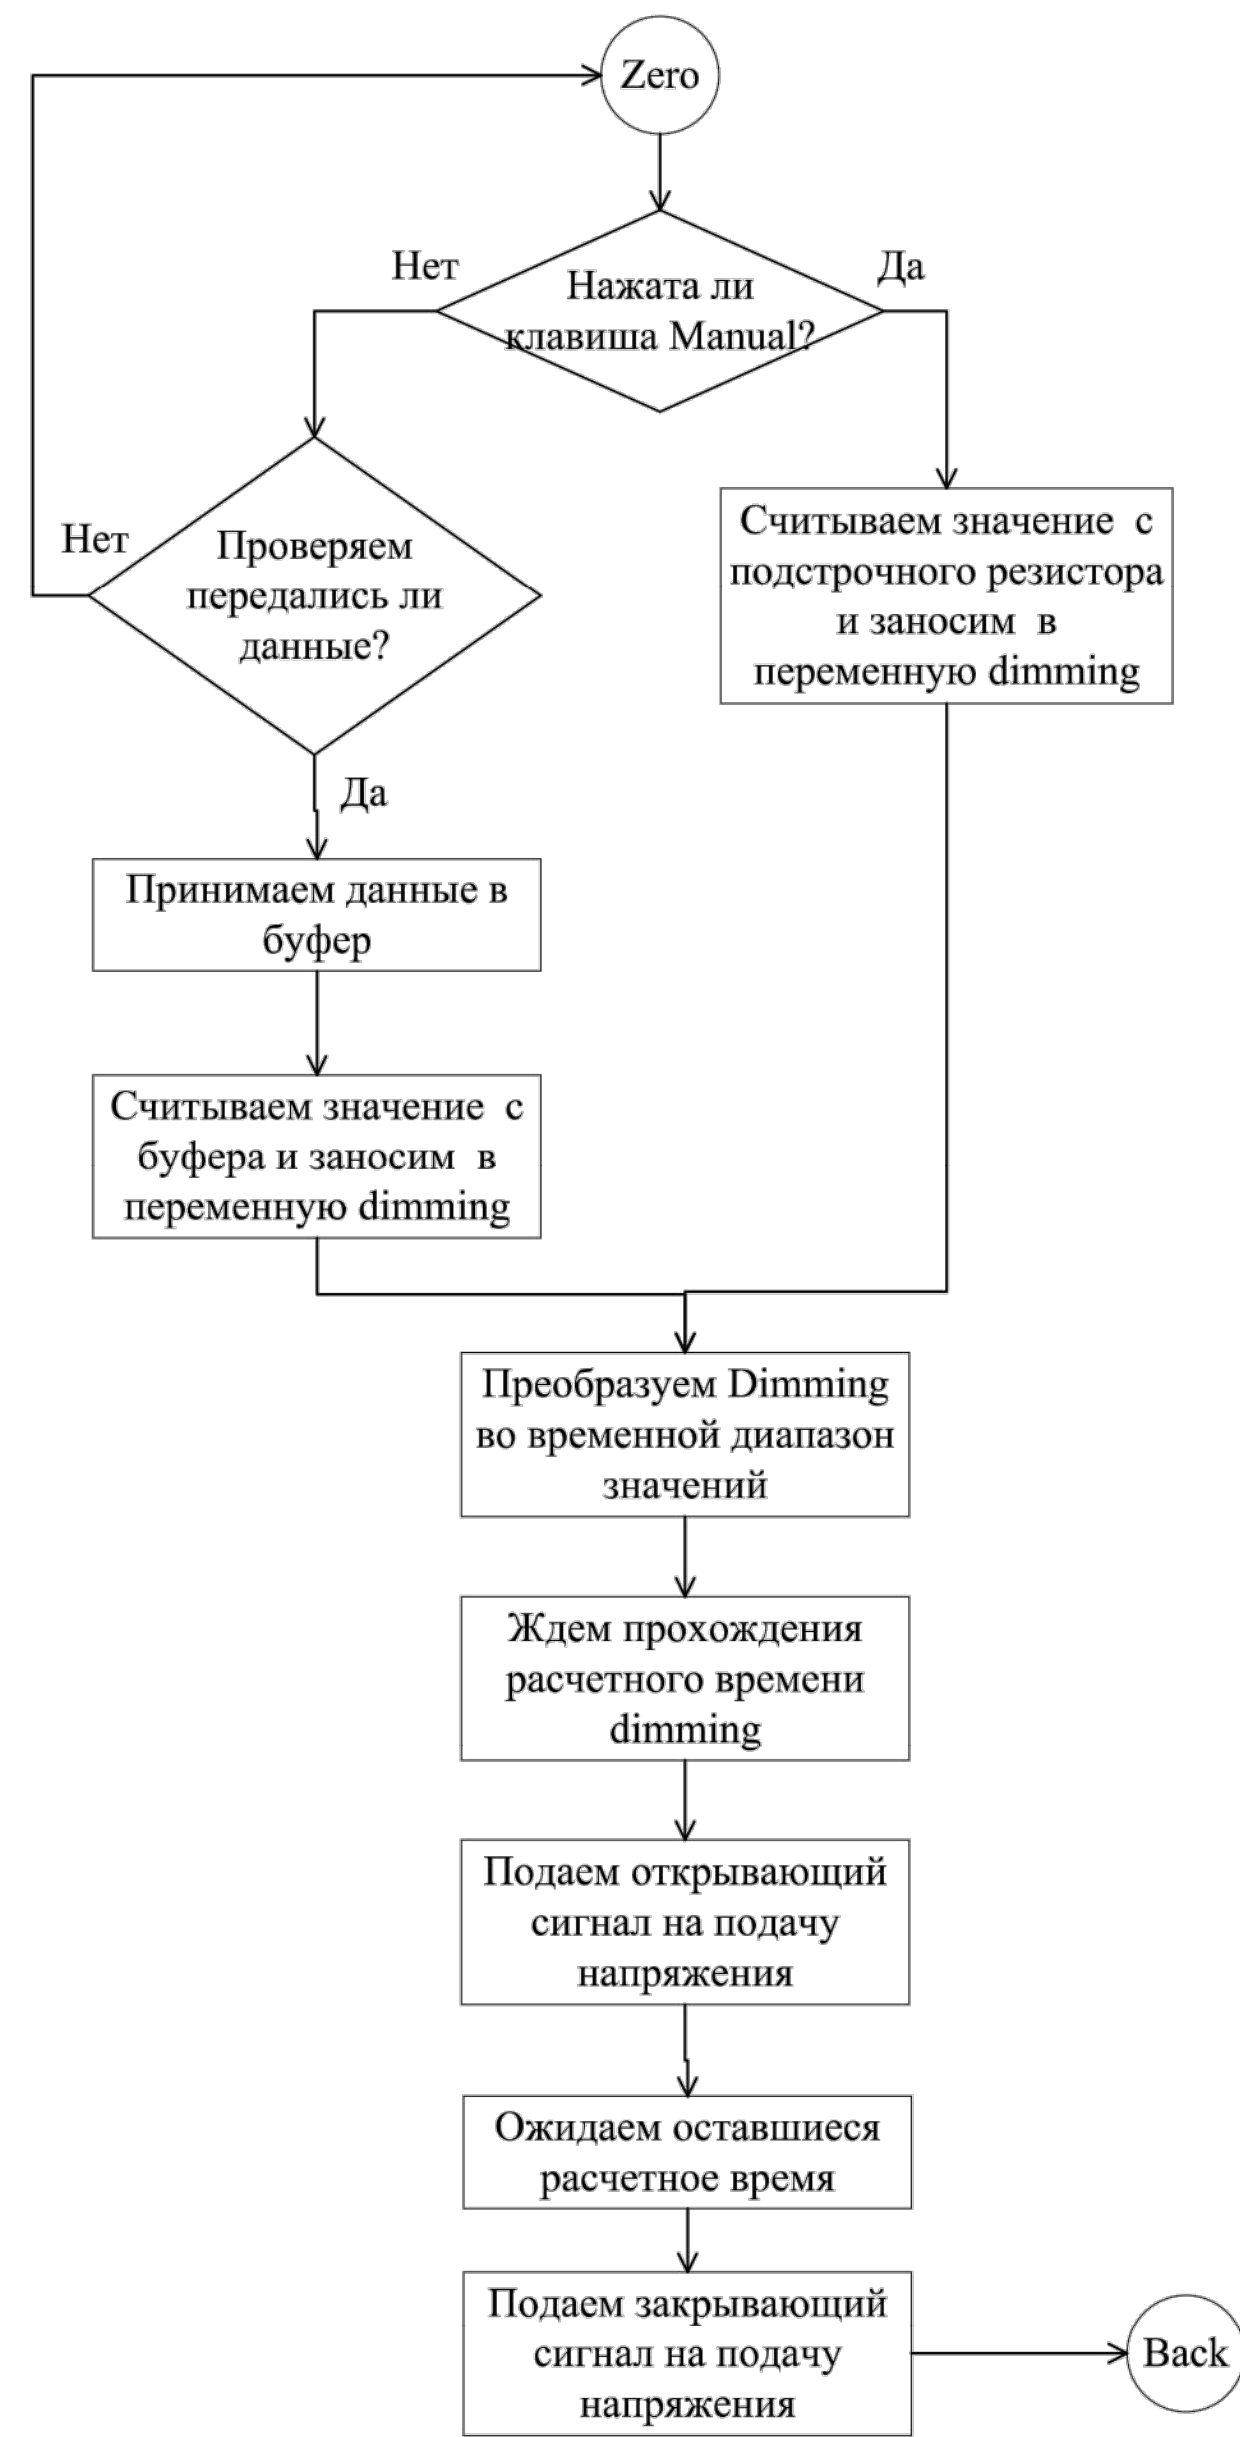 Zero
Нет
Да
Нажата ли
клавиша Manual?
Нет
Проверяем
передались ли
данные?
Считываем значение с
подстрочного резистора
и заносим в
переменную dimming
Да
Принимаем данные в
буфер
Считываем значение с
буфера и заносим в
переменную dimming
Преобразуем Dimming
во временной диапазон
значений
Ждем прохождения
расчетного времени
dimming
Подаем открывающий
сигнал на подачу
напряжения
Ожидаем оставшиеся
расчетное время
Подаем закрывающий
сигнал на подачу
напряжения
Back